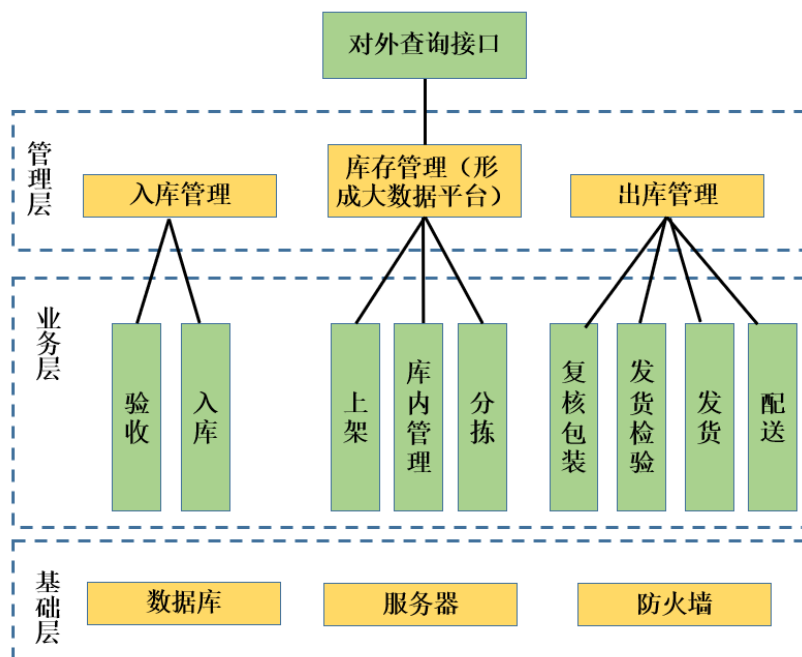 对外查询接口
管理层
入库管理
库存管理（形
成大数据平台）
出库管理
业务层
验收
入库
上架
库内管理
分拣
复核包装
发货检验
发货
配送
基础层
数据库
服务器
防火墙